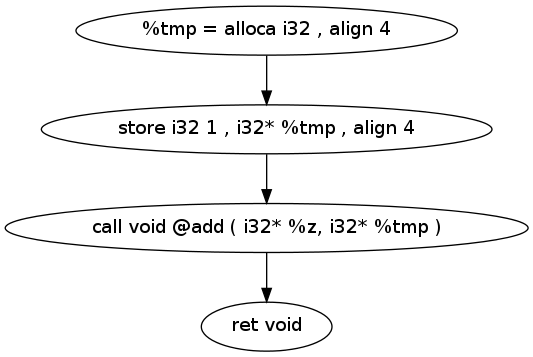 %tmp = alloca i32 , align 4
store i32 1 , i32* %tmp , align 4
call void @add ( i32* %z, i32* %tmp )
ret void